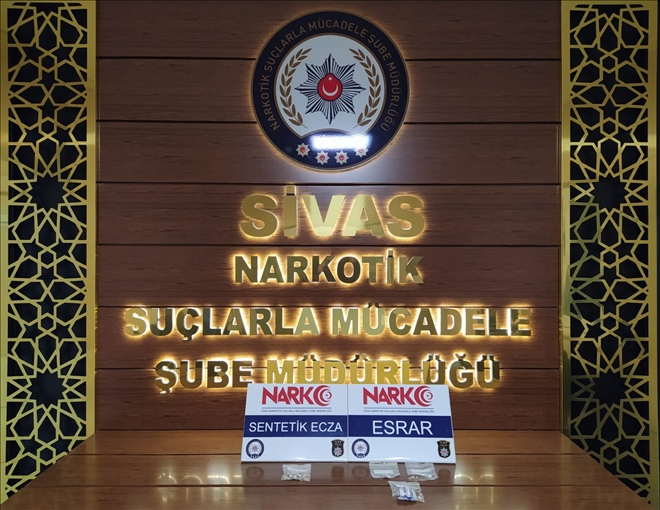 NARKOTİK SUÇLARLA MÜCADELE ŞUBE MÜDÜRLÜĞÜ
SİVAS
NARKOTİK
SUÇLARLA MÜCADELE
ŞUBE MÜDÜRLÜĞÜ
NARKO
SENTETİK ECZA
NARKO
ESRAR